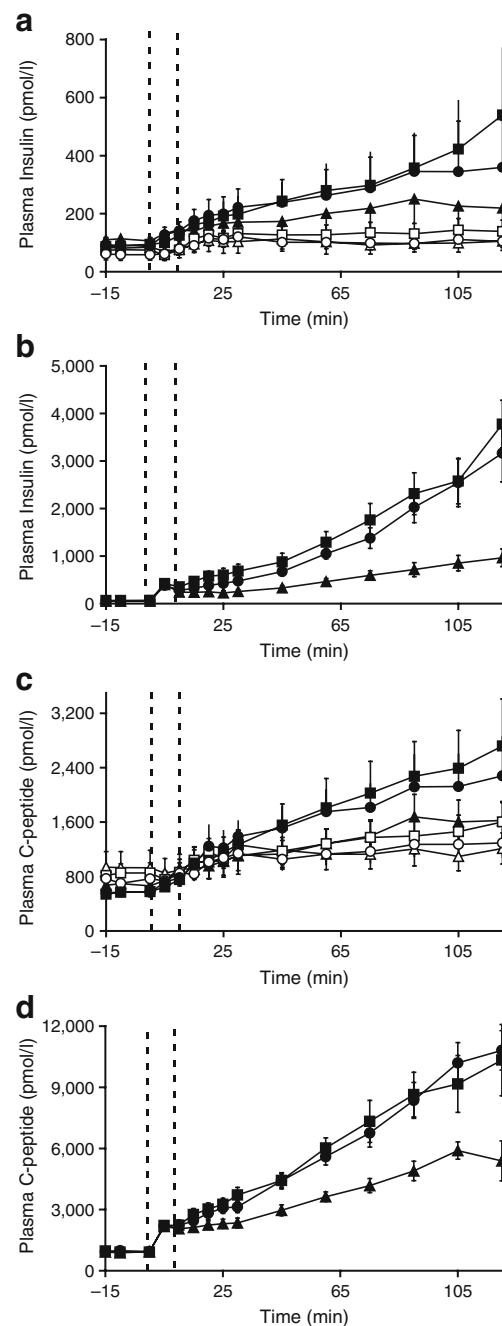 a
Plasma Insulin (pmol/l)
800
600
400
200
0
–15 25 65 105
Time (min)
b
Plasma Insulin (pmol/l)
5,000
4,000
3,000
2,000
1,000
0
–15 25 65 105
Time (min)
c
Plasma C-peptide (pmol/l)
3,200
2,400
1,600
800
0
–15 25 65 105
Time (min)
d
Plasma C-peptide (pmol/l)
12,000
9,000
6,000
3,000
0
–15 25 65 105
Time (min)